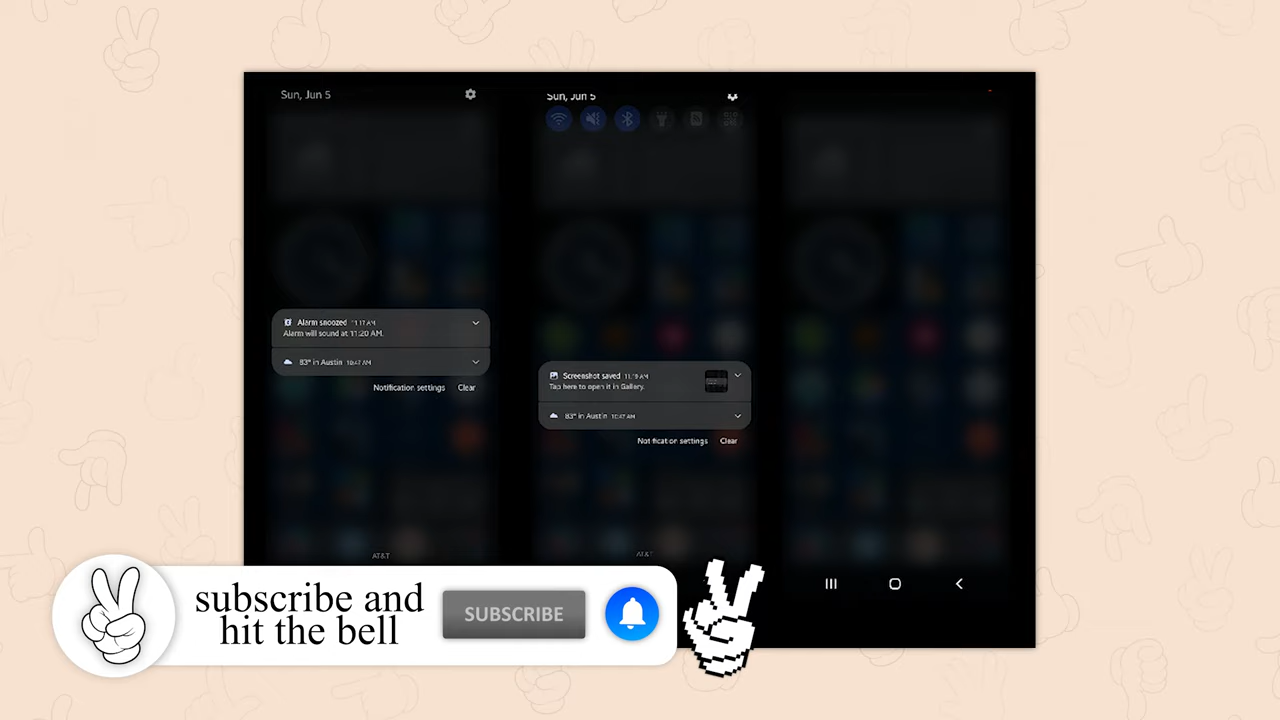 Sun, Jun 5
Alarm snoozed 11:17 AM
Alarm will sound at 11:20 AM.
83° in Austin 10:47 AM
Notification settings Clear
AT&T
Sun, Jun 5
Screenshot saved 11:18 AM
Tap here to open it in Gallery.
83° in Austin 10:47 AM
Notification settings Clear
AT&T
subscribe and
hit the bell
SUBSCRIBE